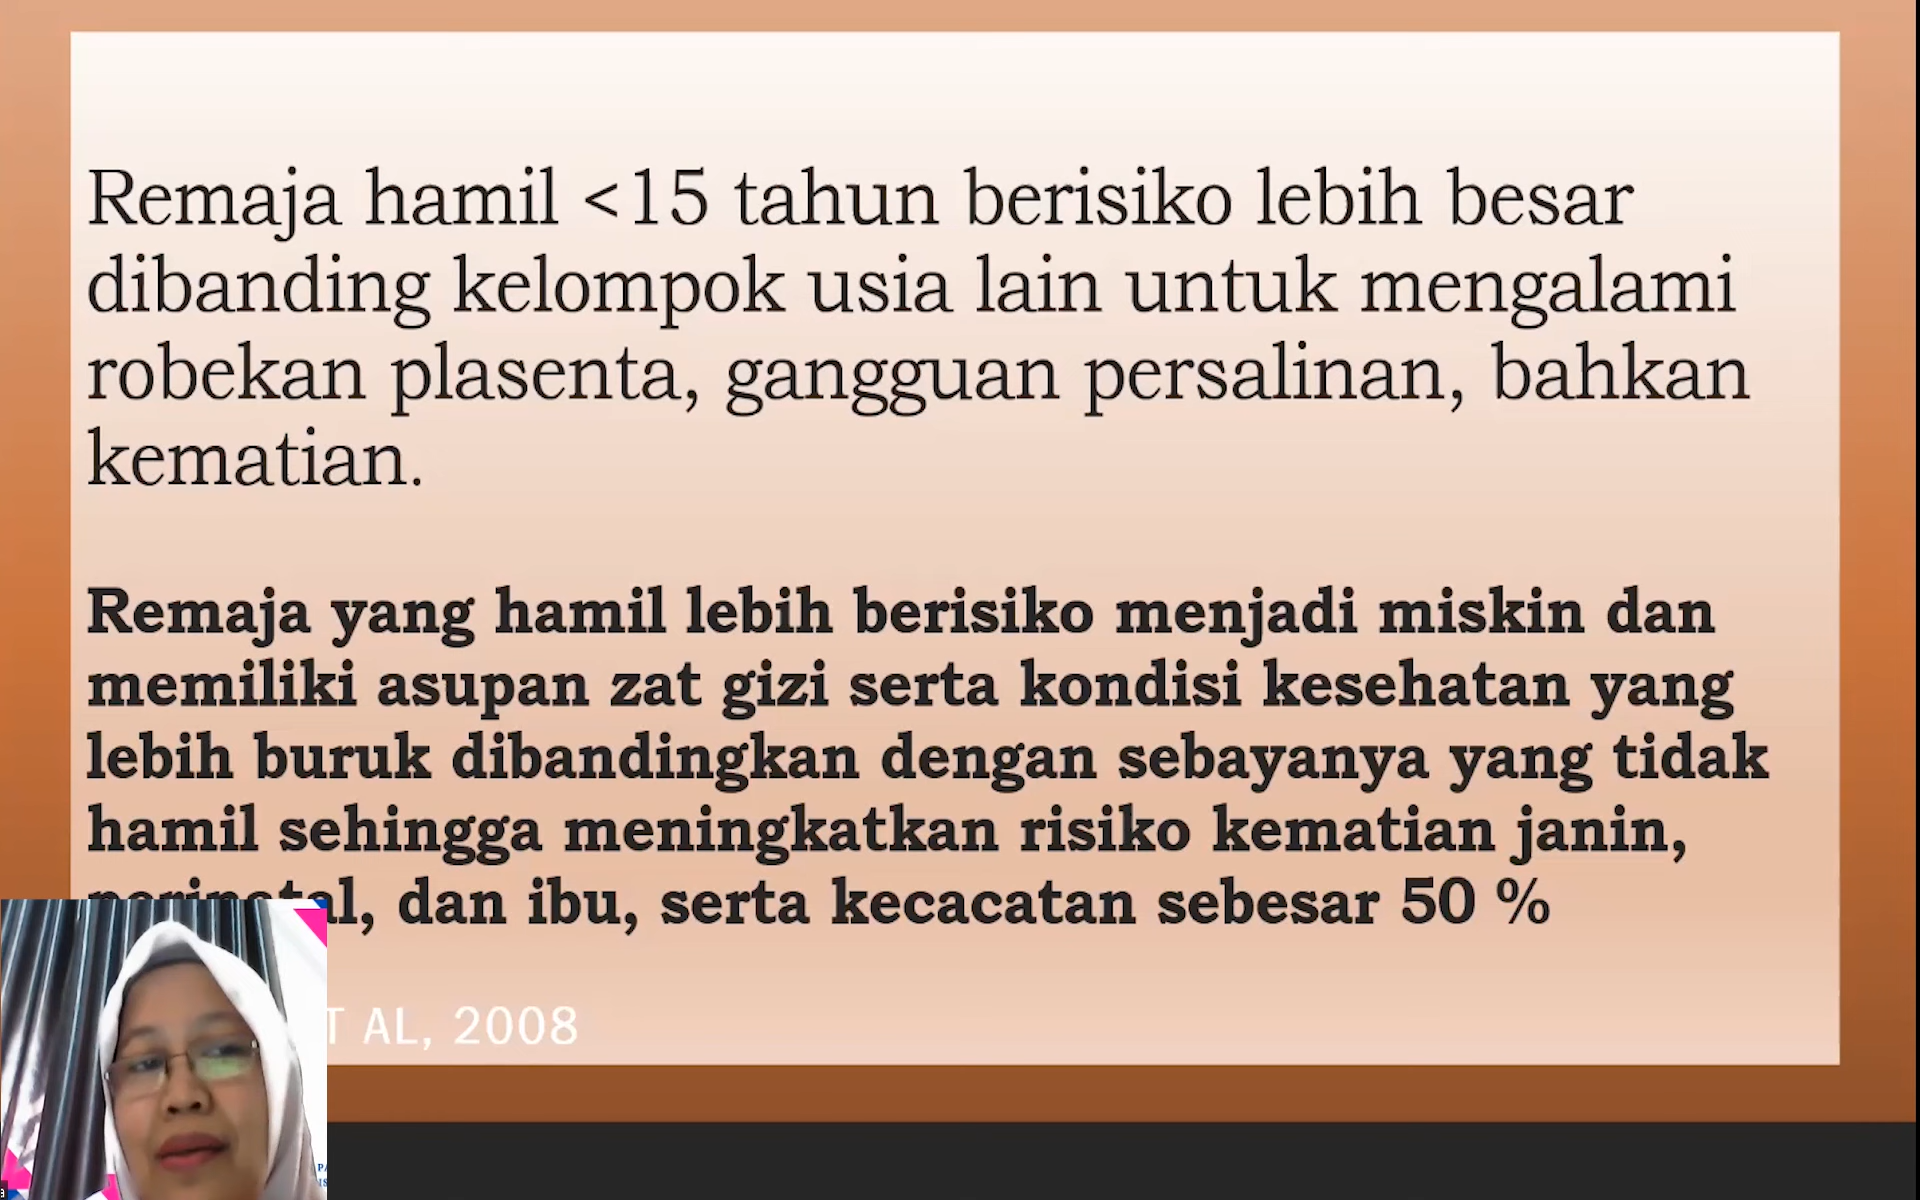 Remaja hamil <15 tahun berisiko lebih besar
dibanding kelompok usia lain untuk mengalami
robekan plasenta, gangguan persalinan, bahkan
kematian.
Remaja yang hamil lebih berisiko menjadi miskin dan
memiliki asupan zat gizi serta kondisi kesehatan yang
lebih buruk dibandingkan dengan sebayanya yang tidak
hamil sehingga meningkatkan risiko kematian janin,
perinatal, dan ibu, serta kecacatan sebesar 50 %
T AL, 2008